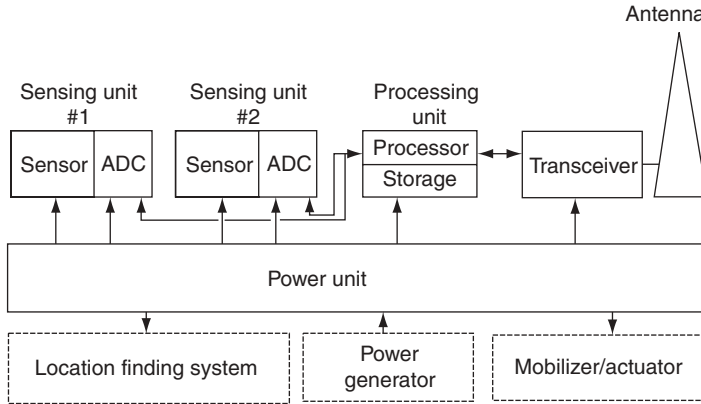 Antenna
Sensing unit
#1
Sensing unit
#2
Processing
unit
Sensor
ADC
Sensor
ADC
Processor
Storage
Transceiver
Power unit
Location finding system
Power
generator
Mobilizer/actuator